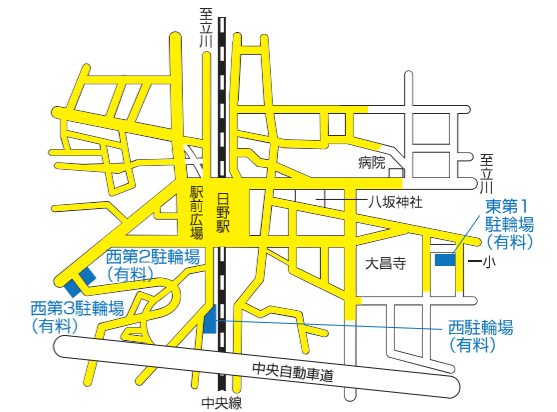 至立川
病院
至立川
八坂神社
東第1
駐輪場
(有料)
駅前広場
日野駅
大昌寺
一小
西第2駐輪場
(有料)
西第3駐輪場
(有料)
西駐輪場
(有料)
中央自動車道
中央線